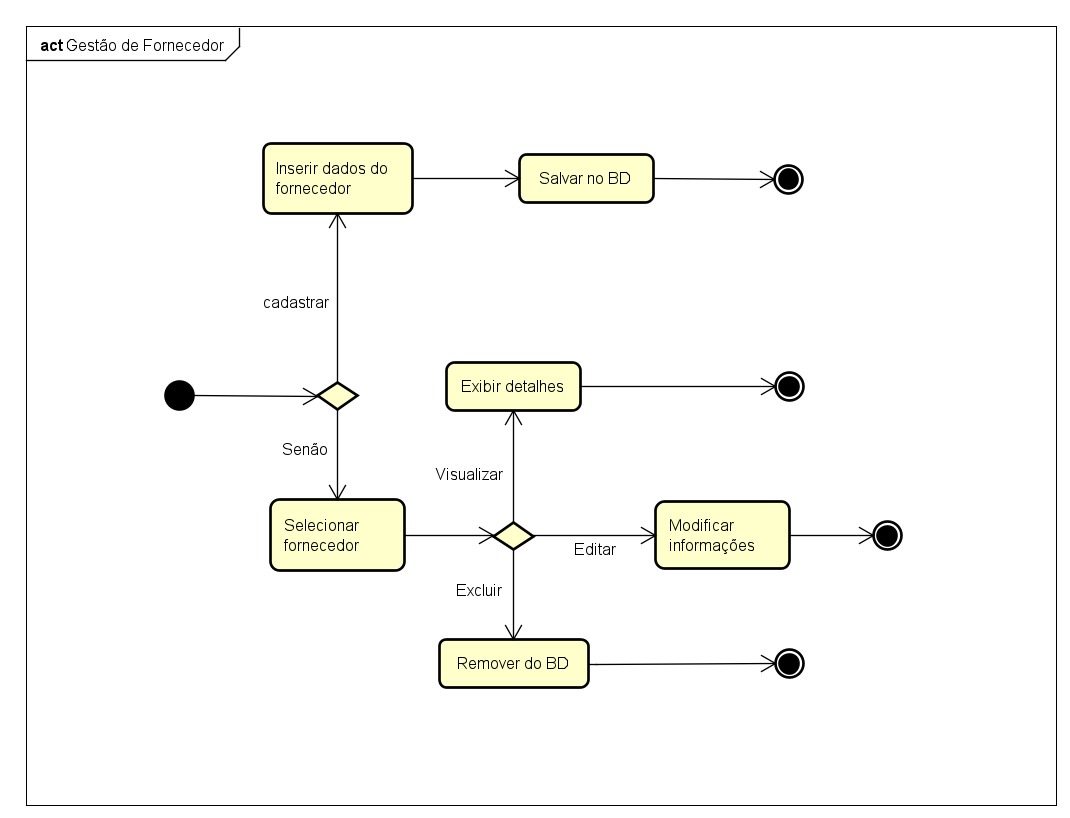 act Gestão de Fornecedor
Inserir dados do
fornecedor
Salvar no BD
cadastrar
Exibir detalhes
Senão
Visualizar
Selecionar
fornecedor
Modificar
informações
Editar
Excluir
Remover do BD